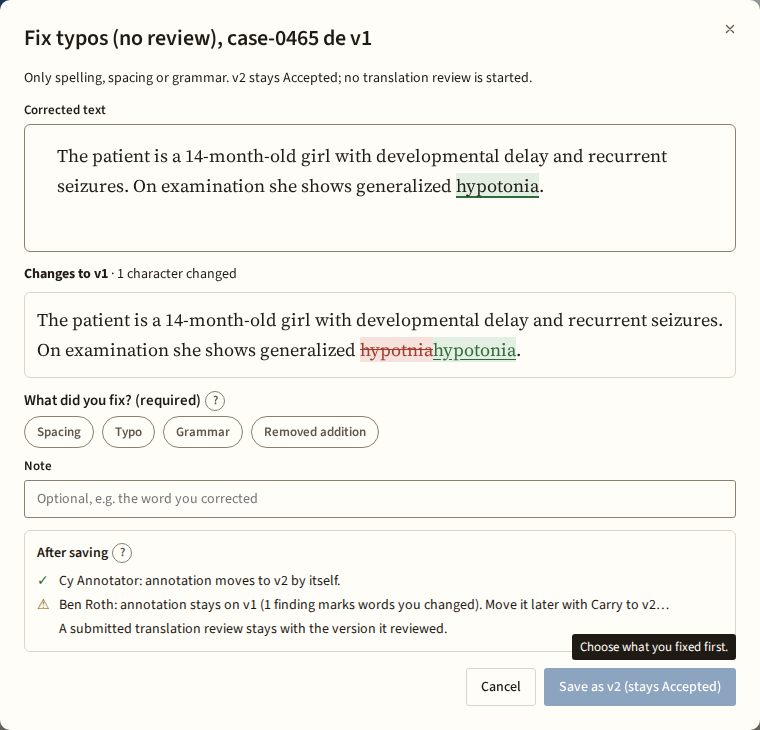 Fix typos (no review), case-0465 de v1
×
Only spelling, spacing or grammar. v2 stays Accepted; no translation review is started.
Corrected text
The patient is a 14-month-old girl with developmental delay and recurrent
seizures. On examination she shows generalized hypotonia.
Changes to v1 · 1 character changed
The patient is a 14-month-old girl with developmental delay and recurrent seizures.
On examination she shows generalized hypotniahypotonia.
What did you fix? (required) ?
Spacing Typo Grammar Removed addition
Note
Optional, e.g. the word you corrected
After saving ?
✓ Cy Annotator: annotation moves to v2 by itself.
⚠ Ben Roth: annotation stays on v1 (1 finding marks words you changed). Move it later with Carry to v2…
A submitted translation review stays with the version it reviewed.
Choose what you fixed first.
Cancel Save as v2 (stays Accepted)